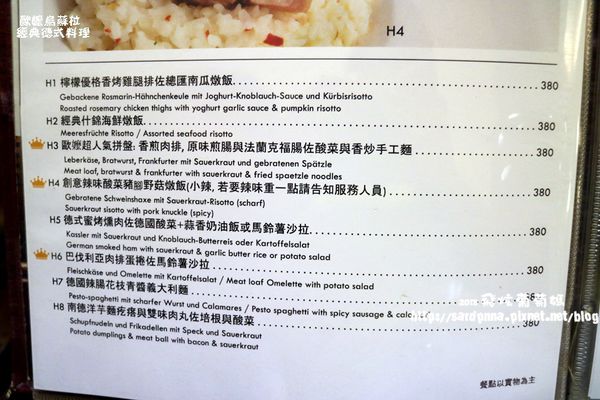 歐嬤烏蘇拉
經典德式料理
H4
H1 檸檬優格香烤雞腿排佐總匯南瓜燉飯 380
Gebackene Rosmarin-Hähnchenkeule mit Joghurt-Knoblauch-Sauce und Kürbisrisotto
Roasted rosemary chicken thighs with yoghurt garlic sauce & pumpkin risotto
H2 經典什錦海鮮燉飯 380
Meeresfrüchte Risotto / Assorted seafood risotto
H3 歐嬤超人氣拼盤: 香煎肉排, 原味煎腸與法蘭克福腸佐酸菜與香炒手工麵 380
Leberkäse, Bratwurst, Frankfurter mit Sauerkraut und gebratenen Spätzle
Meat loaf, bratwurst & frankfurter with sauerkraut & fried spaetzle noodles
H4 創意辣味酸菜豬腳野菇燉飯(小辣, 若要辣味重一點請告知服務人員) 380
Gebratene Schweinshaxe mit Sauerkraut-Risotto (scharf)
Sauerkraut risotto with pork knuckle (spicy)
H5 德式蜜烤燻肉佐德國酸菜+蒜香奶油飯或馬鈴薯沙拉 380
Kassler mit Sauerkraut und Knoblauch-Butterreis oder Kartoffelsalat
German smoked ham with sauerkraut & garlic butter rice or potato salad
H6 巴伐利亞肉排蛋捲佐馬鈴薯沙拉 380
Fleischküse und Omelette mit Kartoffelsalat / Meat loaf Omelette with potato salad
H7 德國辣腸花枝青醬義大利麵 380
Pesto-spaghetti mit scharfer Wurst und Calamares / Pesto spaghetti with spicy sausage &
H8 南德洋芋麵疙瘩與雙味肉丸佐培根與酸菜 380
Schupfnudeln und Frikadellen mit Speck und Sauerkraut
Potato dumplings & meat ball with bacon & sauerkraut
2012
https://sardonna.pixnet.net/blog
餐點以實物為主